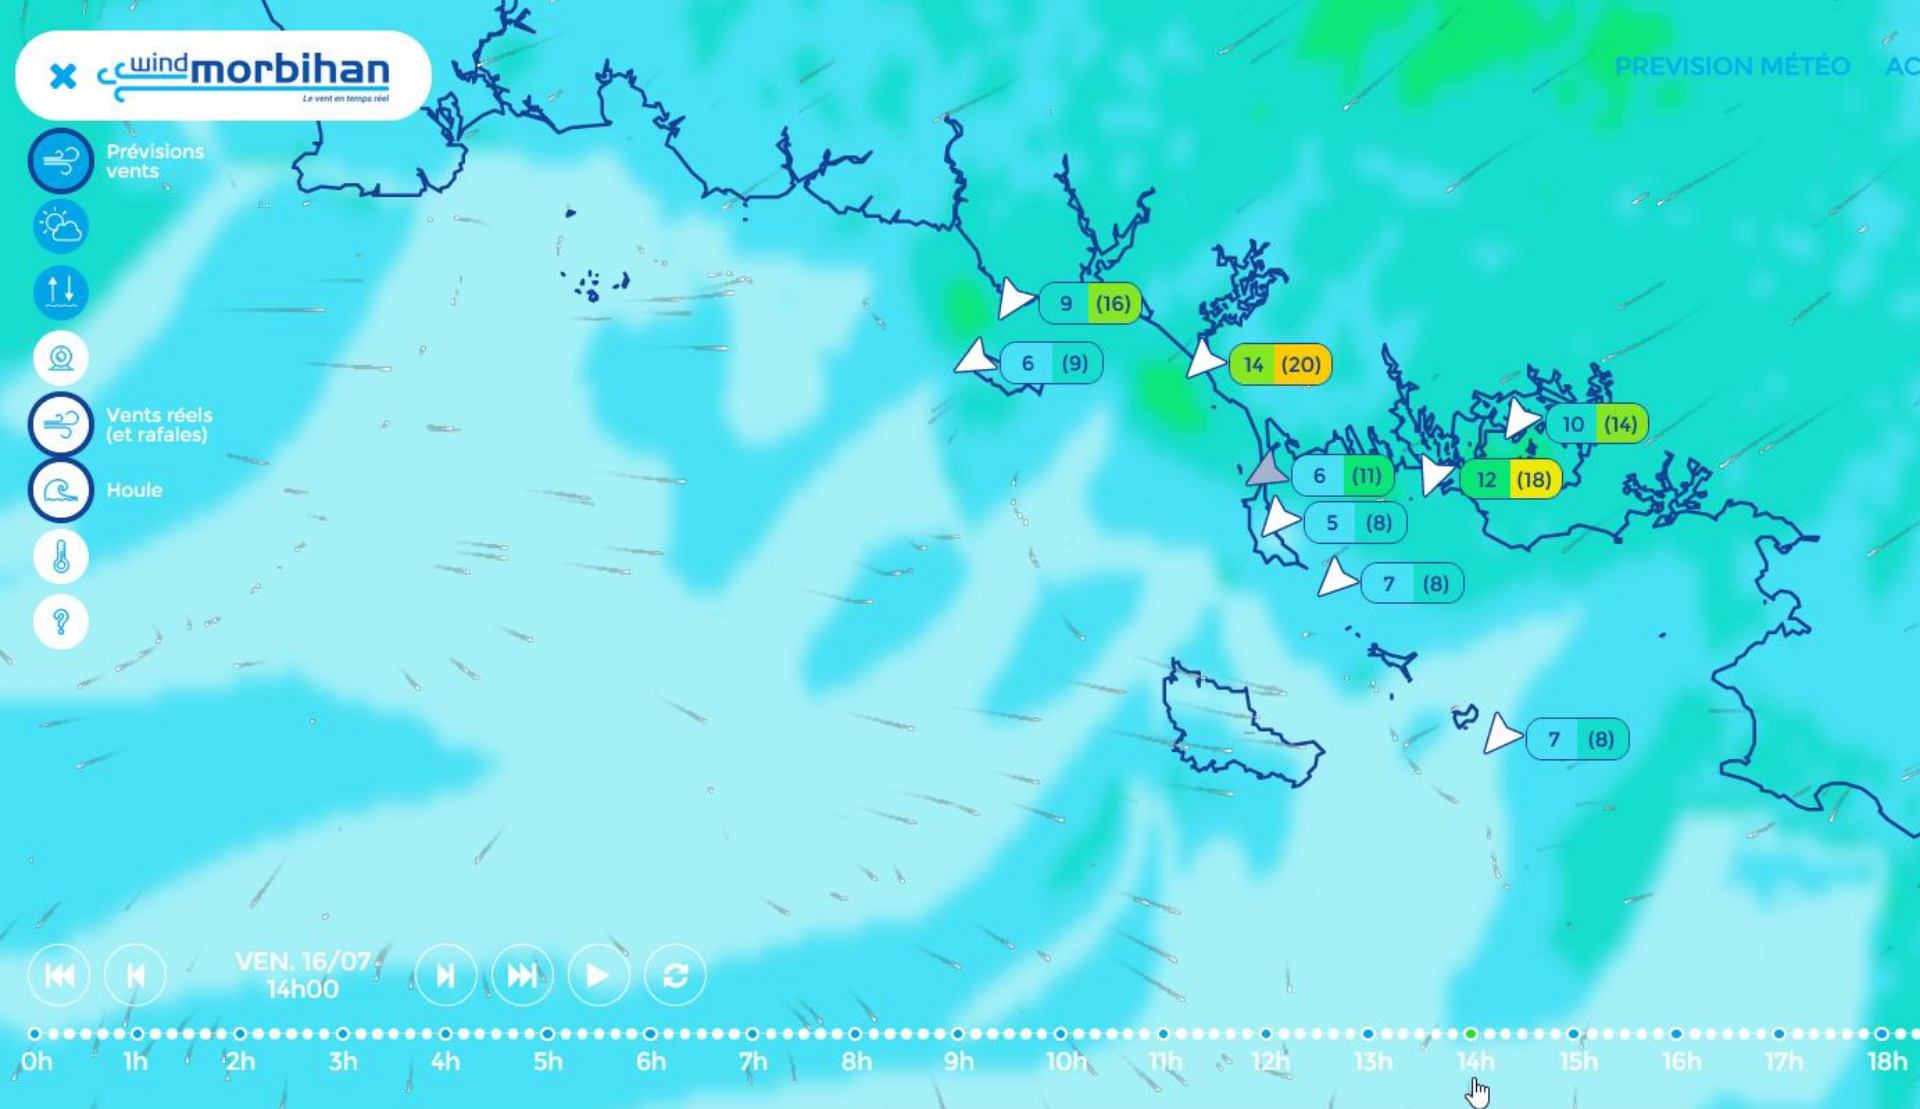 windmorbihan
Le vent en temps réel
PREVISION MÉTÉO AC
Prévisions
vents
Vents réels
(et rafales)
Houle
9 (16)
6 (9)
14 (20)
10 (14)
6 (11)
12 (18)
5 (8)
7 (8)
7 (8)
VEN. 16/07
14h00
0h 1h 2h 3h 4h 5h 6h 7h 8h 9h 10h 11h 12h 13h 14h 15h 16h 17h 18h